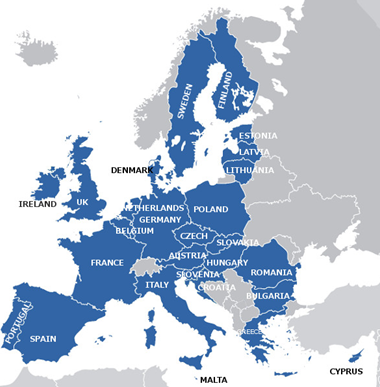 FINLAND
SWEDEN
ESTONIA
LATVIA
DENMARK
LITHUANIA
IRELAND
UK
NETHERLANDS
POLAND
GERMANY
BELGIUM
CZECH
SLOVAKIA
FRANCE
AUSTRIA
HUNGARY
SLOVENIA
ROMANIA
ITALY
CROATIA
BULGARIA
PORTUGAL
SPAIN
GREECE
MALTA
CYPRUS